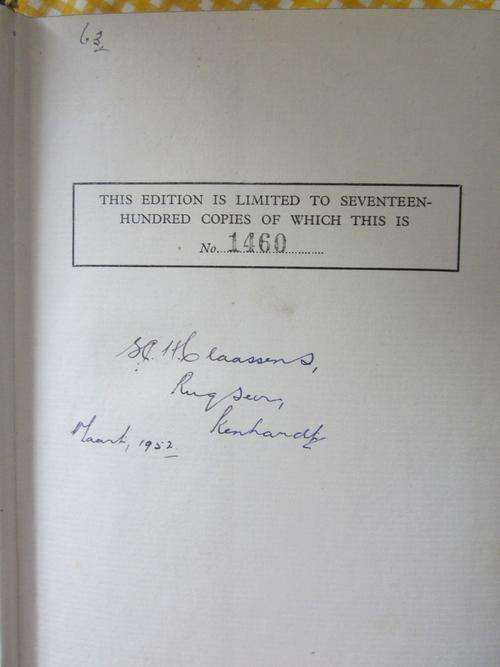 63
THIS EDITION IS LIMITED TO SEVENTEEN-
HUNDRED COPIES OF WHICH THIS IS
No. 1460
S.C.H. Claassens,
Rugseer,
Kenhardt
Maart, 1952.